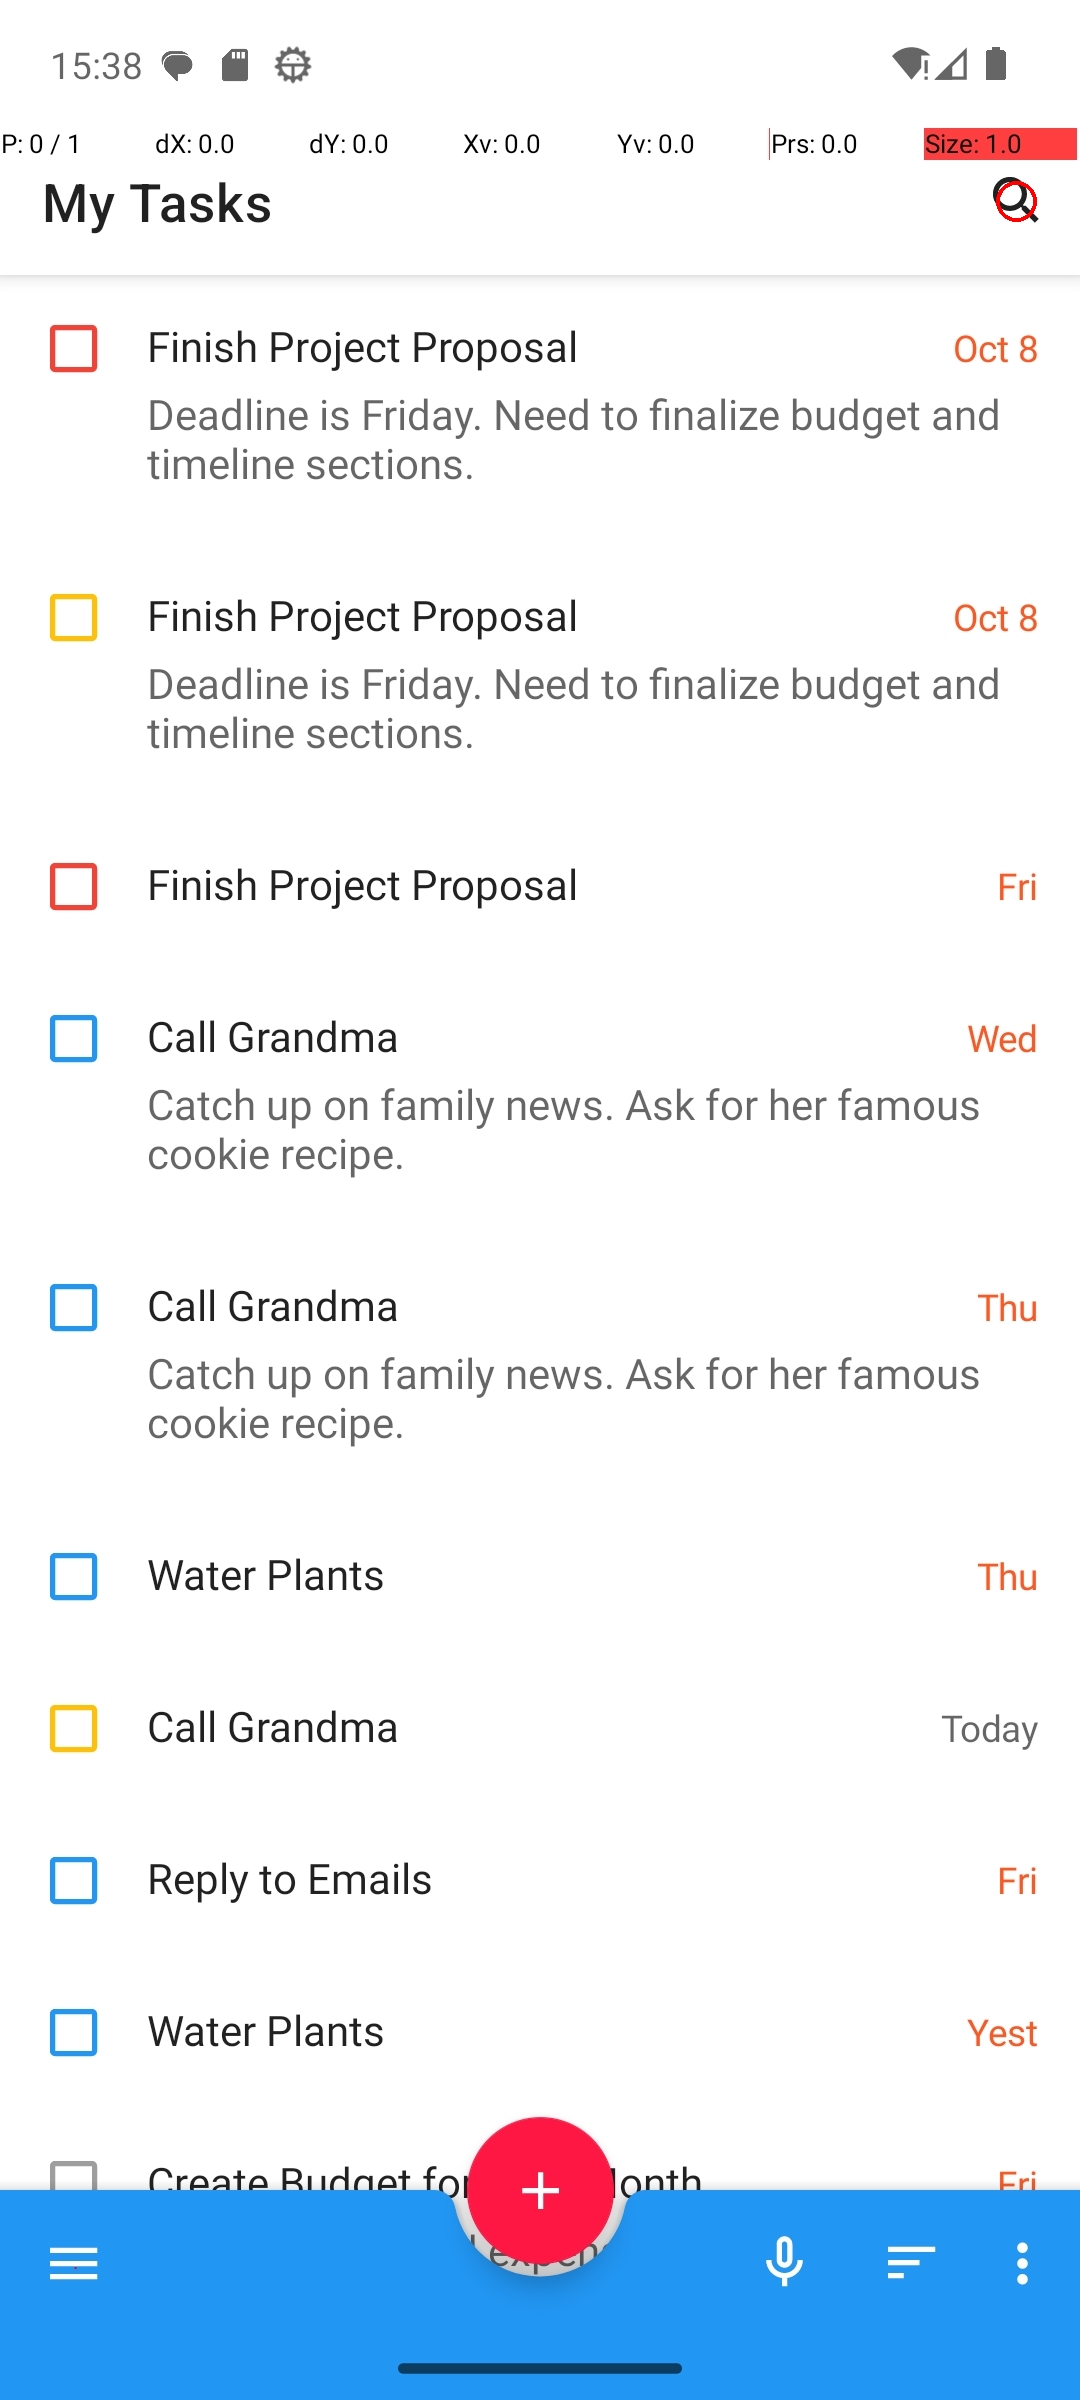 15:38
P: 0 / 1 dX: 0.0 dY: 0.0 Xv: 0.0 Yv: 0.0 Prs: 0.0 Size: 1.0
My Tasks
Finish Project Proposal Oct 8
Deadline is Friday. Need to finalize budget and
timeline sections.
Finish Project Proposal Oct 8
Deadline is Friday. Need to finalize budget and
timeline sections.
Finish Project Proposal Fri
Call Grandma Wed
Catch up on family news. Ask for her famous
cookie recipe.
Call Grandma Thu
Catch up on family news. Ask for her famous
cookie recipe.
Water Plants Thu
Call Grandma Today
Reply to Emails Fri
Water Plants Yest
Create Budget for Fri